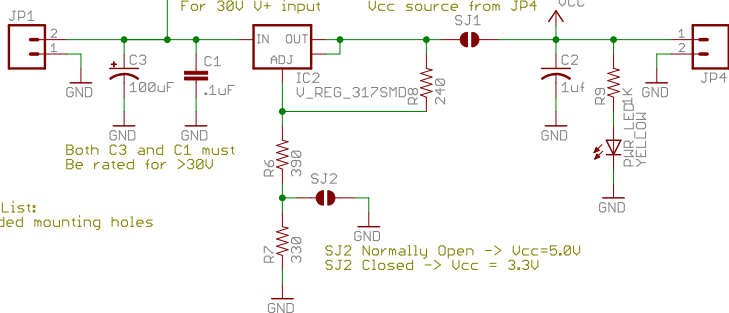 For 30V V+ input
Vcc source from JP4
VCC
JP1
SJ1
2
1
IN OUT
ADJ
1
2
C3
100uF
C1
.1uF
IC2
V_REG_317SMD
R8
240
C2
1uf
R9
1K
JP4
GND
GND
GND
GND
GND
PWR_LED
YELLOW
Both C3 and C1 must
Be rated for >30V
R6
390
SJ2
List:
ded mounting holes
GND
GND
R7
330
SJ2 Normally Open -> Vcc=5.0V
SJ2 Closed -> Vcc = 3.3V
GND